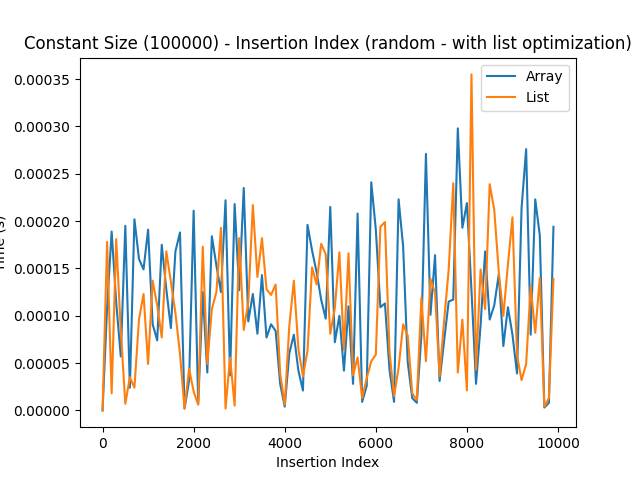 Constant Size (100000) - Insertion Index (random - with list optimization)
Array
List
0.00035
0.00030
0.00025
0.00020
0.00015
0.00010
0.00005
0.00000
0
2000
4000
6000
8000
10000
Insertion Index
Time (s)